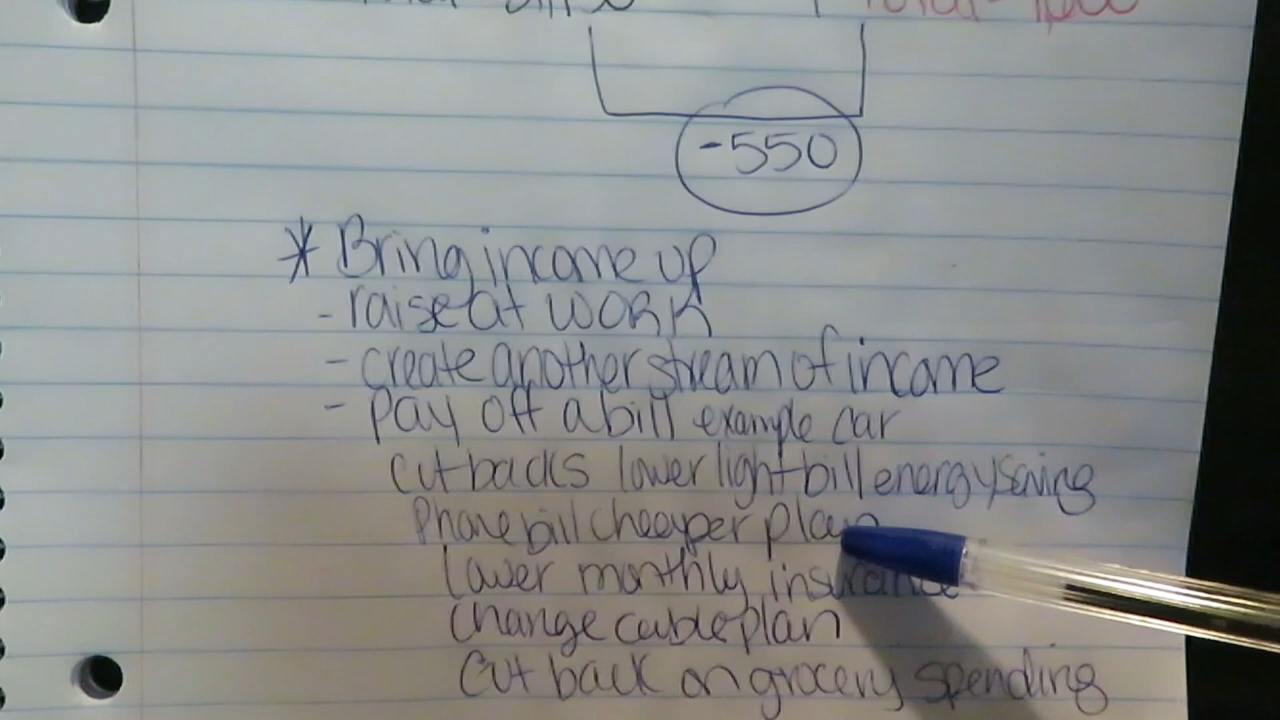 -550
* Bring income up
- raise at work
- create another stream of income
- pay off a bill example car
cut backs lower light bill energy saving
Phone bill cheaper plan
lower monthly insurance
change cable plan
Cut back on grocery spending